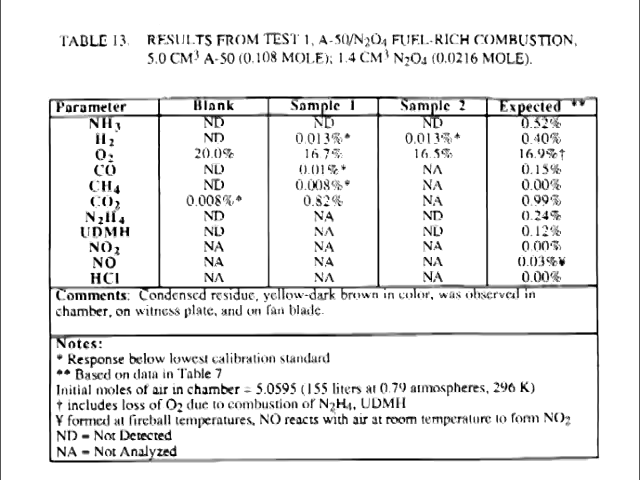 TABLE 13. RESULTS FROM TEST 1, A-50/N2O4 FUEL-RICH COMBUSTION,
5.0 CM3 A-50 (0.108 MOLE); 1.4 CM3 N2O4 (0.0216 MOLE).
Parameter Blank Sample 1 Sample 2 Expected **
NH3 ND ND ND 0.52%
H2 ND 0.013%* 0.013%* 0.40%
O2 20.0% 16.7% 16.5% 16.9%†
CO ND 0.01%* NA 0.15%
CH4 ND 0.008%* NA 0.00%
CO2 0.008%* 0.82% NA 0.99%
N2H4 ND NA ND 0.24%
UDMH ND NA ND 0.12%
NO2 NA NA NA 0.00%
NO NA NA NA 0.03%¥
HCl NA NA NA 0.00%
Comments: Condensed residue, yellow-dark brown in color, was observed in
chamber, on witness plate, and on fan blade.
Notes:
* Response below lowest calibration standard
** Based on data in Table 7
Initial moles of air in chamber = 5.0595 (155 liters at 0.79 atmospheres, 296 K)
† includes loss of O2 due to combustion of N2H4, UDMH
¥ formed at fireball temperatures, NO reacts with air at room temperature to form NO2
ND = Not Detected
NA = Not Analyzed